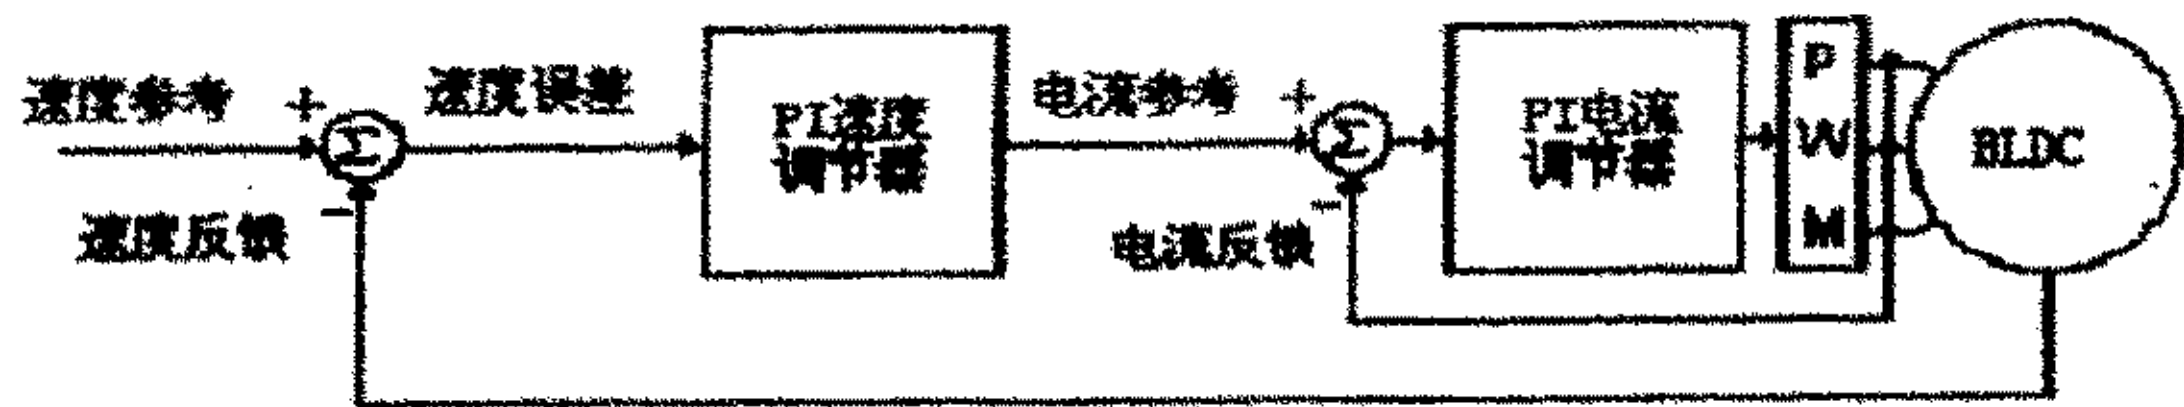 速度参考
+
Σ
速度误差
PI速度
调节器
电流参考
+
Σ
PI电流
调节器
P
W
M
BLDC
速度反馈
−
电流反馈
−